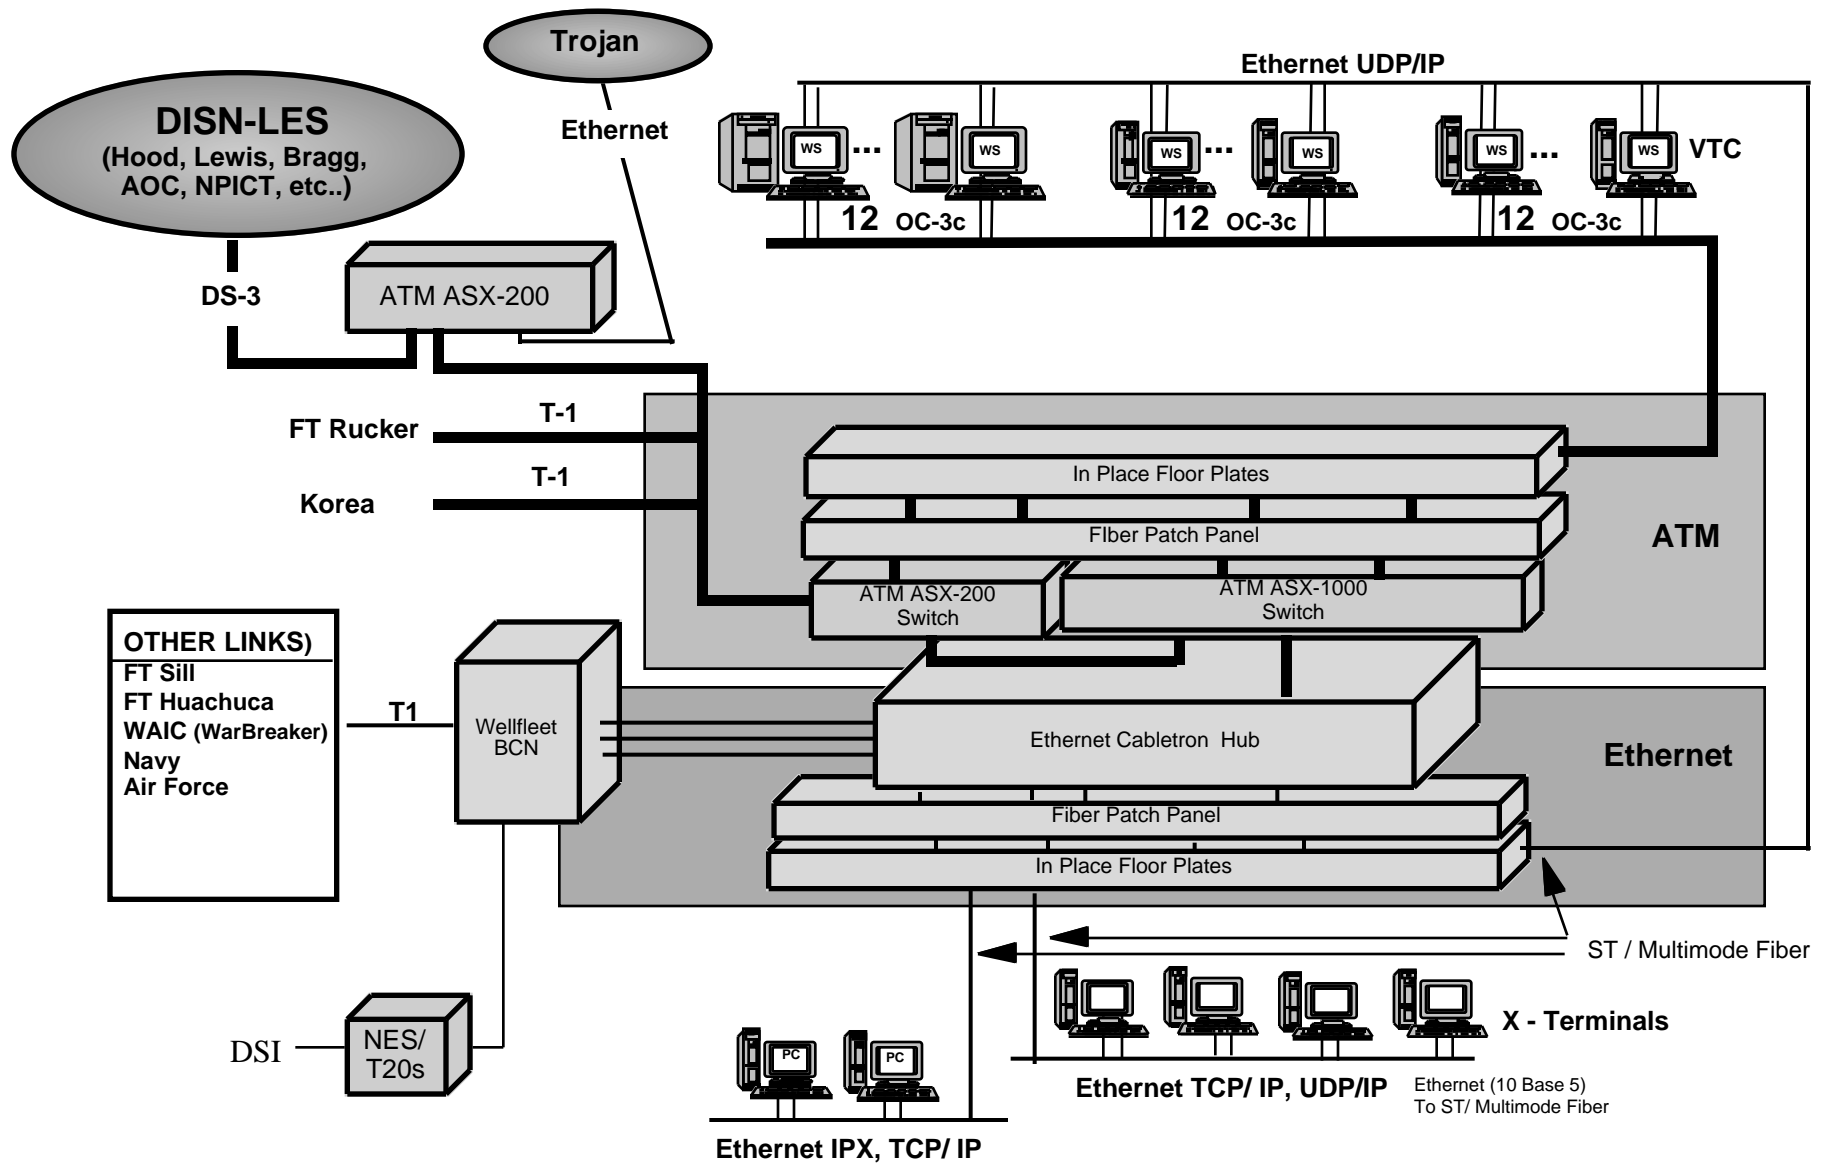 Trojan
Ethernet UDP/IP
DISN-LES
(Hood, Lewis, Bragg,
AOC, NPICT, etc..)
Ethernet
WS ... WS
WS ... WS
WS ... WS
VTC
12 OC-3c
12 OC-3c
12 OC-3c
DS-3
ATM ASX-200
FT Rucker
T-1
Korea
T-1
In Place Floor Plates
FIber Patch Panel
ATM
ATM ASX-200
Switch
ATM ASX-1000
Switch
OTHER LINKS)
FT Sill
FT Huachuca
WAIC (WarBreaker)
Navy
Air Force
T1
Wellfleet
BCN
Ethernet Cabletron Hub
Ethernet
Fiber Patch Panel
In Place Floor Plates
ST / Multimode Fiber
X - Terminals
DSI
NES/
T20s
PC
PC
Ethernet TCP/ IP, UDP/IP
Ethernet (10 Base 5)
To ST/ Multimode Fiber
Ethernet IPX, TCP/ IP